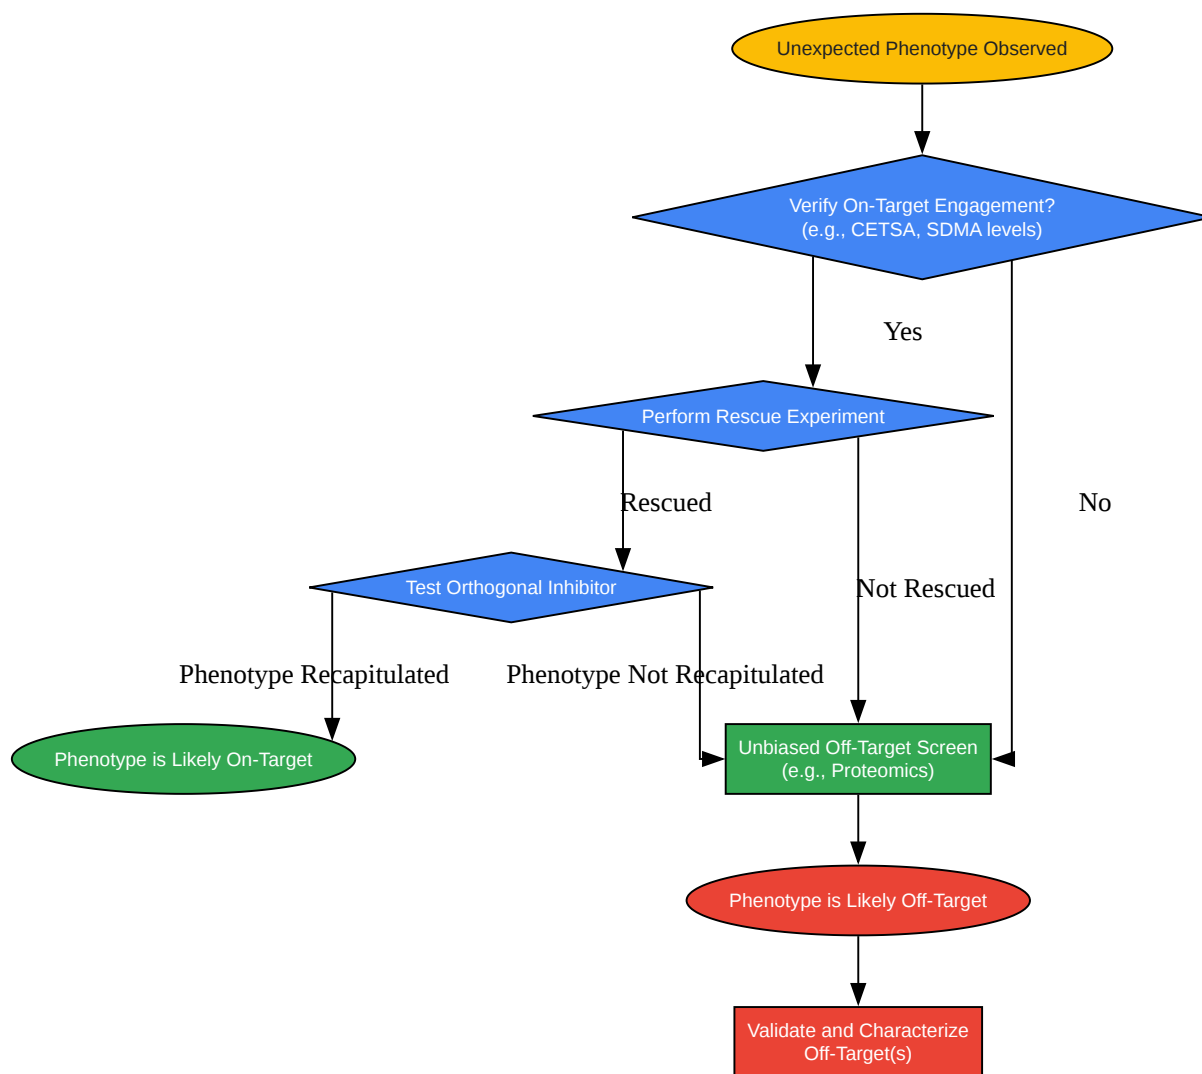 Unexpected Phenotype Observed
Verify On-Target Engagement?
(e.g., CETSA, SDMA levels)
Yes
Perform Rescue Experiment
Rescued
No
Test Orthogonal Inhibitor
Not Rescued
Phenotype Recapitulated
Phenotype Not Recapitulated
Phenotype is Likely On-Target
Unbiased Off-Target Screen
(e.g., Proteomics)
Phenotype is Likely Off-Target
Validate and Characterize
Off-Target(s)